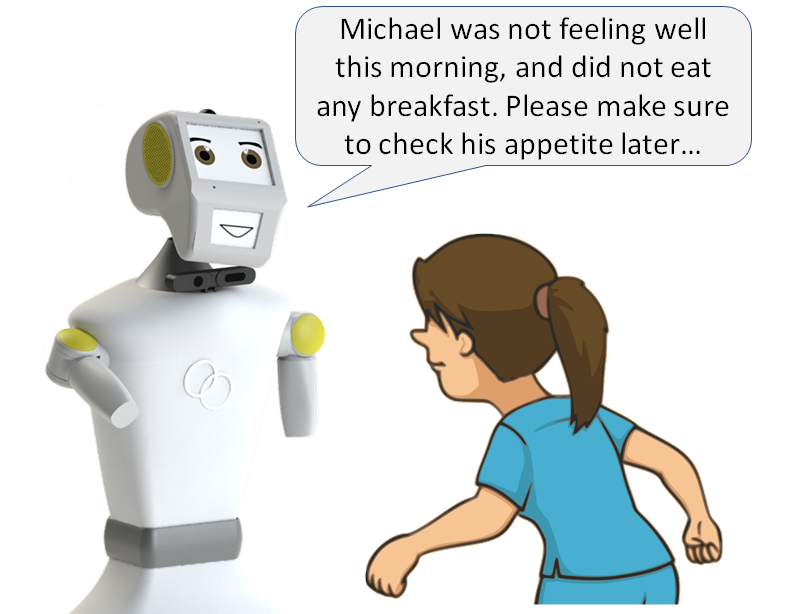 Michael was not feeling well
this morning, and did not eat
any breakfast. Please make sure
to check his appetite later…